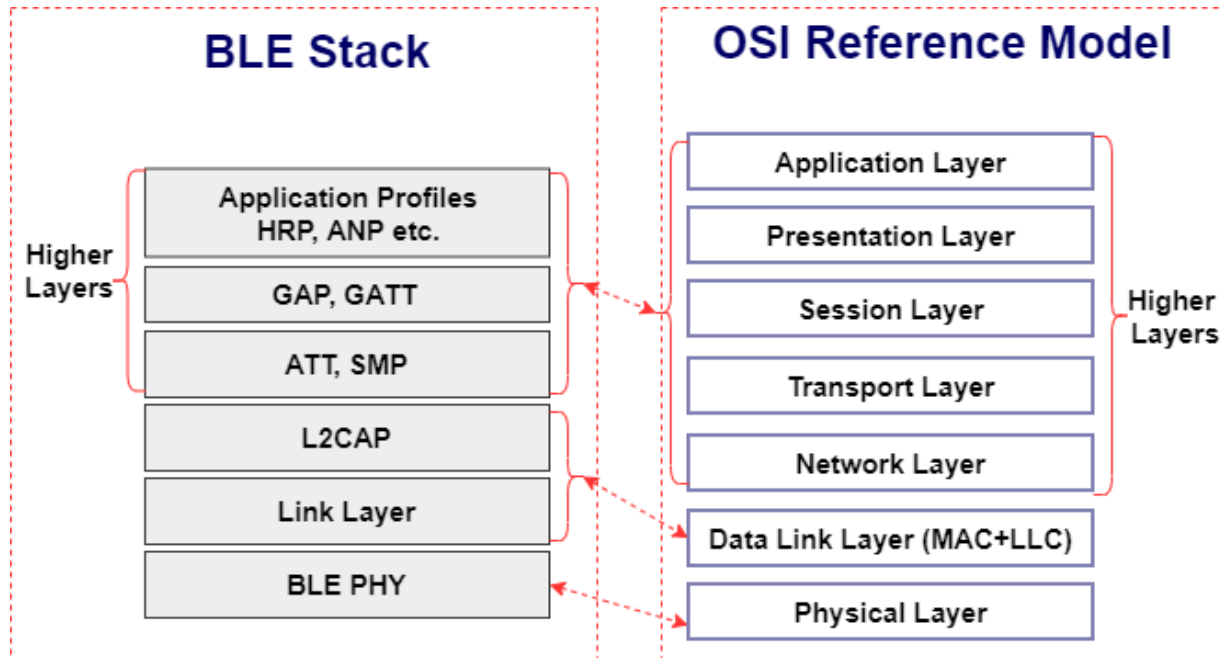 BLE Stack
Application Profiles
HRP, ANP etc.
GAP, GATT
ATT, SMP
L2CAP
Link Layer
BLE PHY
Higher
Layers
OSI Reference Model
Application Layer
Presentation Layer
Session Layer
Transport Layer
Network Layer
Data Link Layer (MAC+LLC)
Physical Layer
Higher
Layers